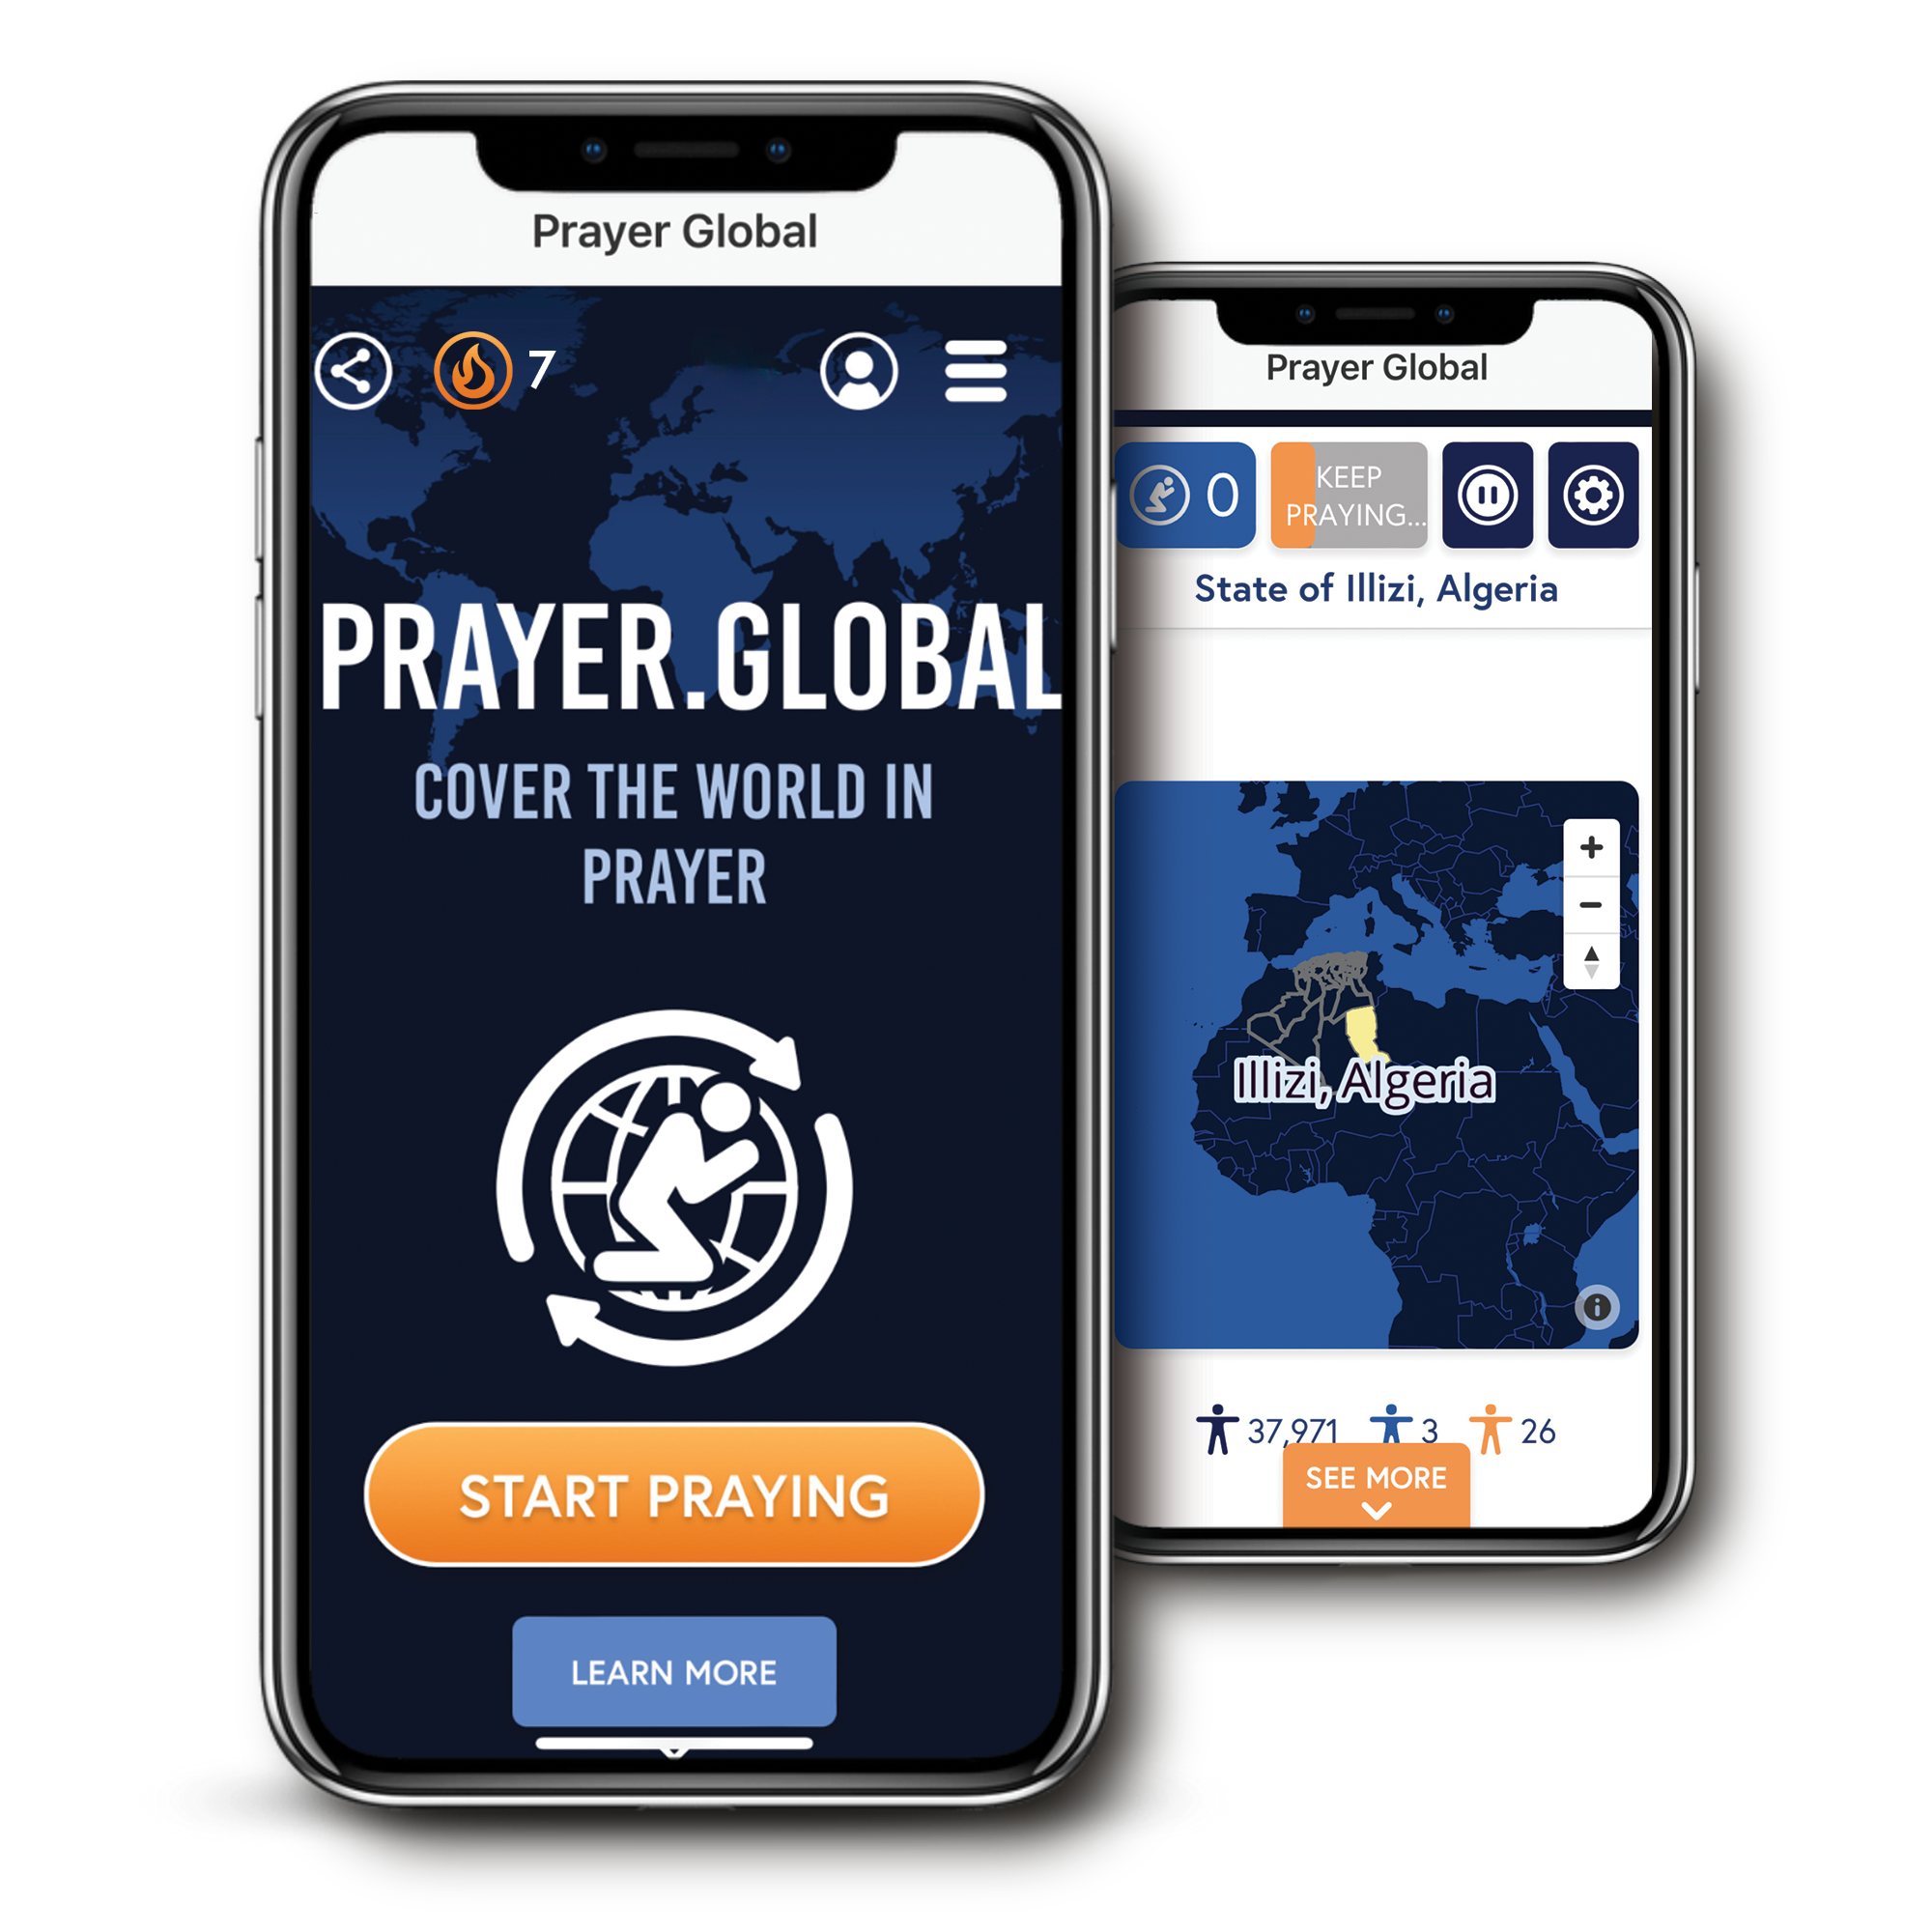 Prayer Global
7
PRAYER.GLOBAL
COVER THE WORLD IN
PRAYER
START PRAYING
LEARN MORE
Prayer Global
0
KEEP
PRAYING...
State of Illizi, Algeria
Illizi, Algeria
37,971 3 26
SEE MORE